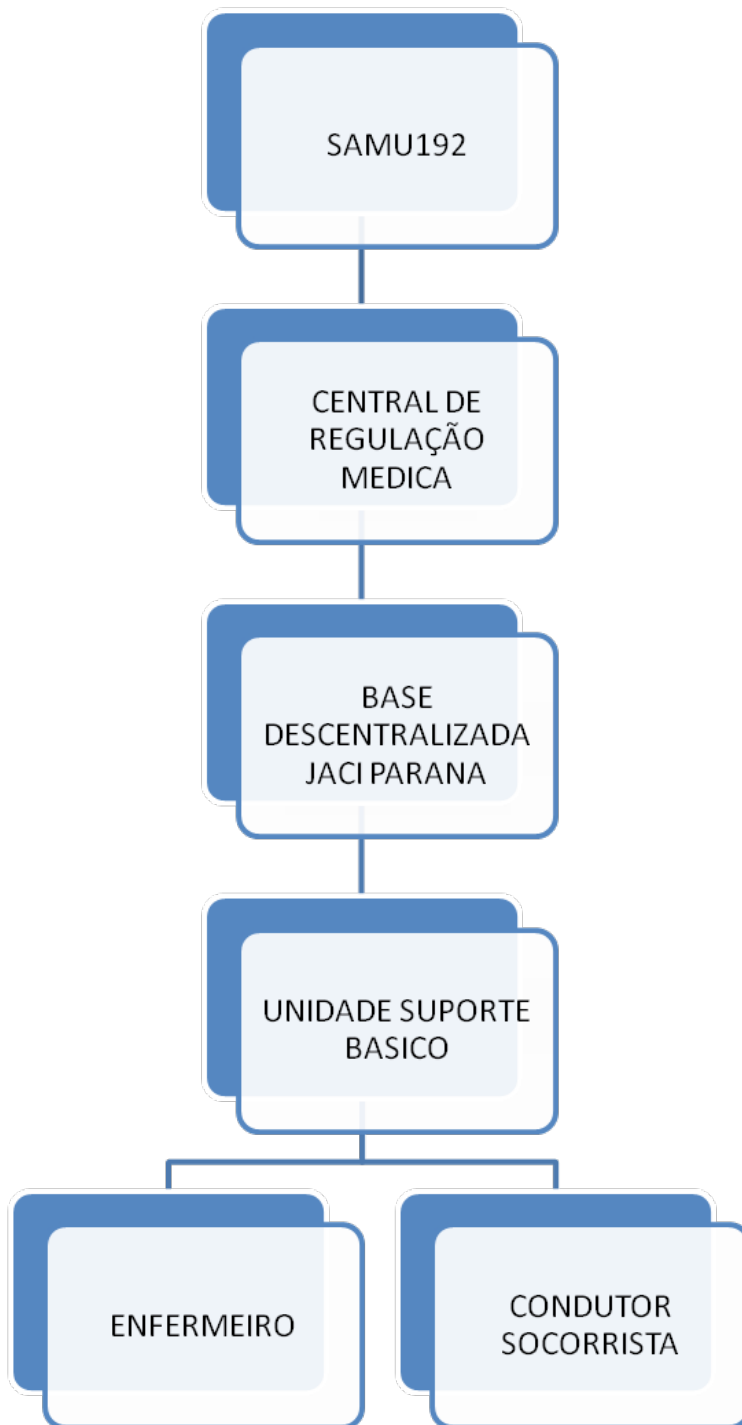 SAMU192
CENTRAL DE
REGULAÇÃO
MEDICA
BASE
DESCENTRALIZADA
JACI PARANA
UNIDADE SUPORTE
BASICO
ENFERMEIRO
CONDUTOR
SOCORRISTA